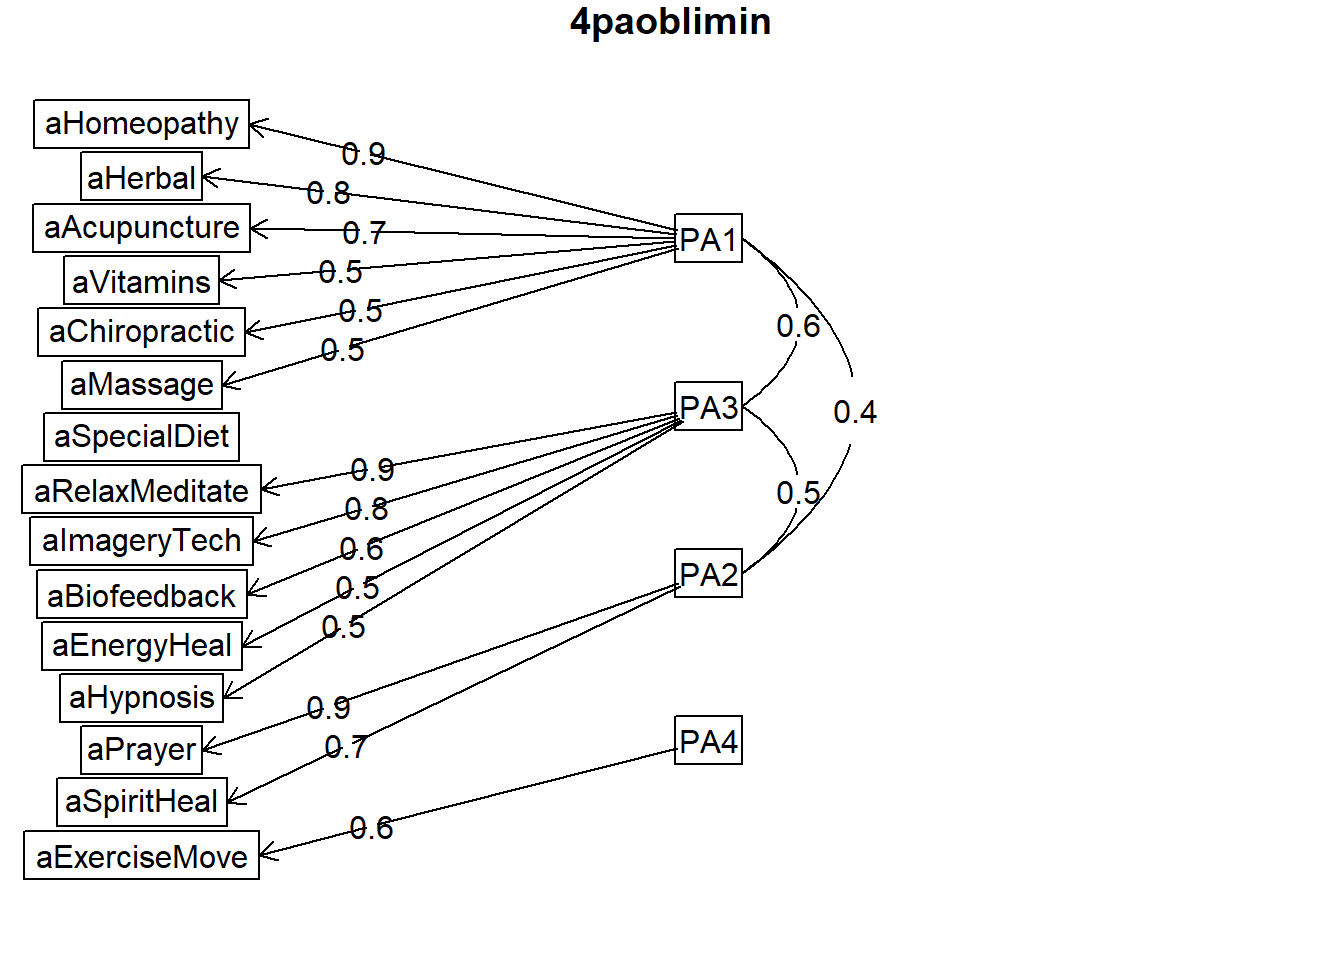 4paoblimin
aHomeopathy
0.9
aHerbal
0.8
aAcupuncture
0.7
PA1
aVitamins
0.5
aChiropractic
0.5
0.6
aMassage
0.5
PA3
0.4
aSpecialDiet
aRelaxMeditate
0.9
0.5
aImageryTech
0.8
aBiofeedback
0.6
PA2
aEnergyHeal
0.5
aHypnosis
0.5
aPrayer
0.9
PA4
aSpiritHeal
0.7
aExerciseMove
0.6